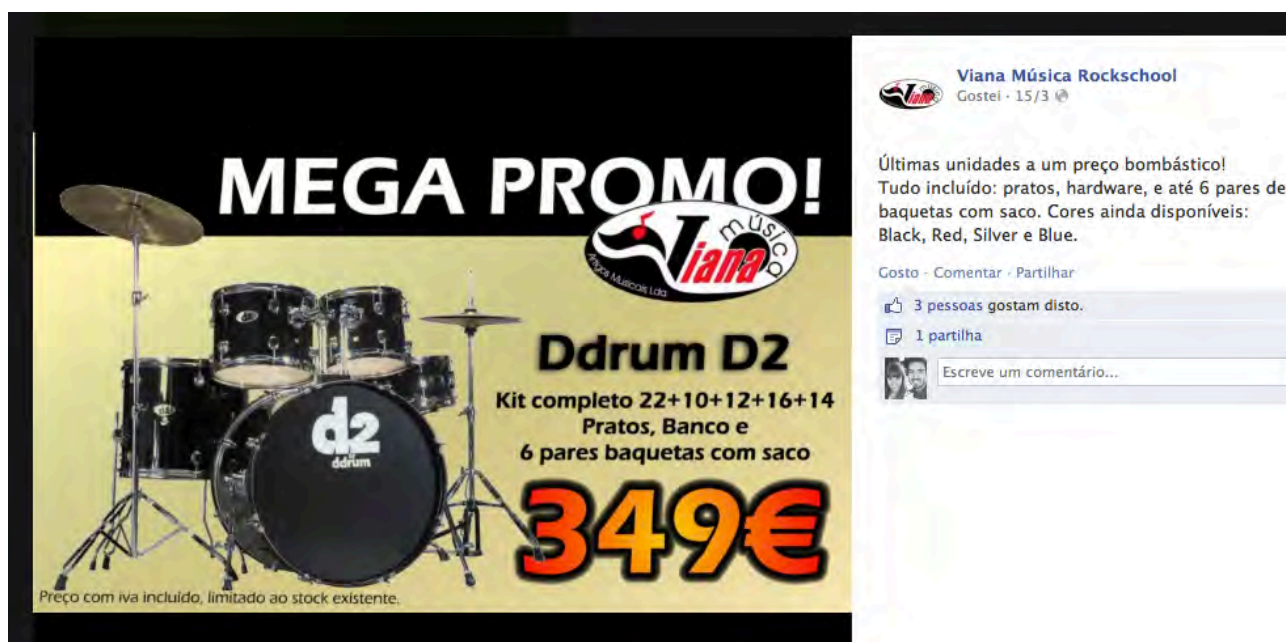 MEGA PROMO!
Viana
música
Amigos Musicais Lda.
Ddrum D2
Kit completo 22+10+12+16+14
Pratos, Banco e
6 pares baquetas com saco
349€
d2
ddrum
Preço com iva incluído, limitado ao stock existente.
Viana Música Rockschool
Gostei · 15/3
Últimas unidades a um preço bombástico!
Tudo incluído: pratos, hardware, e até 6 pares de
baquetas com saco. Cores ainda disponíveis:
Black, Red, Silver e Blue.
Gosto · Comentar · Partilhar
3 pessoas gostam disto.
1 partilha
Escreve um comentário...